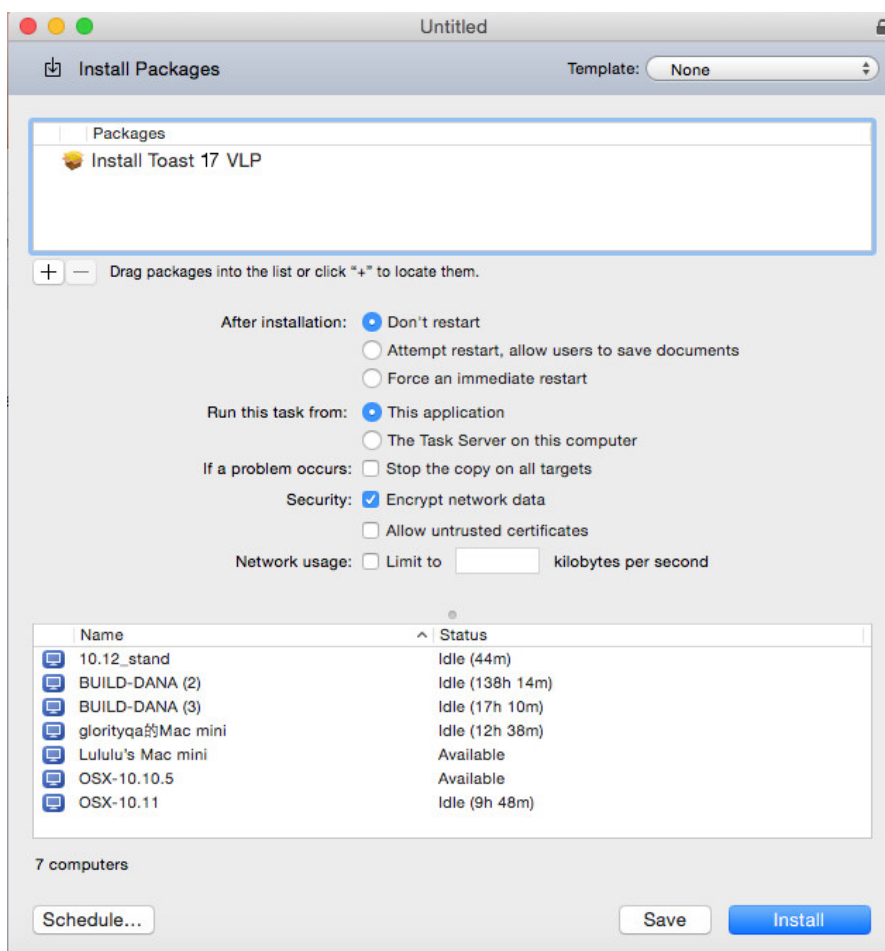 Untitled
Install Packages Template: None
Packages
Install Toast 17 VLP
+ − Drag packages into the list or click “+” to locate them.
After installation: Don't restart
Attempt restart, allow users to save documents
Force an immediate restart
Run this task from: This application
The Task Server on this computer
If a problem occurs: Stop the copy on all targets
Security: Encrypt network data
Allow untrusted certificates
Network usage: Limit to kilobytes per second
Name Status
10.12_stand Idle (44m)
BUILD-DANA (2) Idle (138h 14m)
BUILD-DANA (3) Idle (17h 10m)
glorityqa的Mac mini Idle (12h 38m)
Lululu's Mac mini Available
OSX-10.10.5 Available
OSX-10.11 Idle (9h 48m)
7 computers
Schedule... Save Install